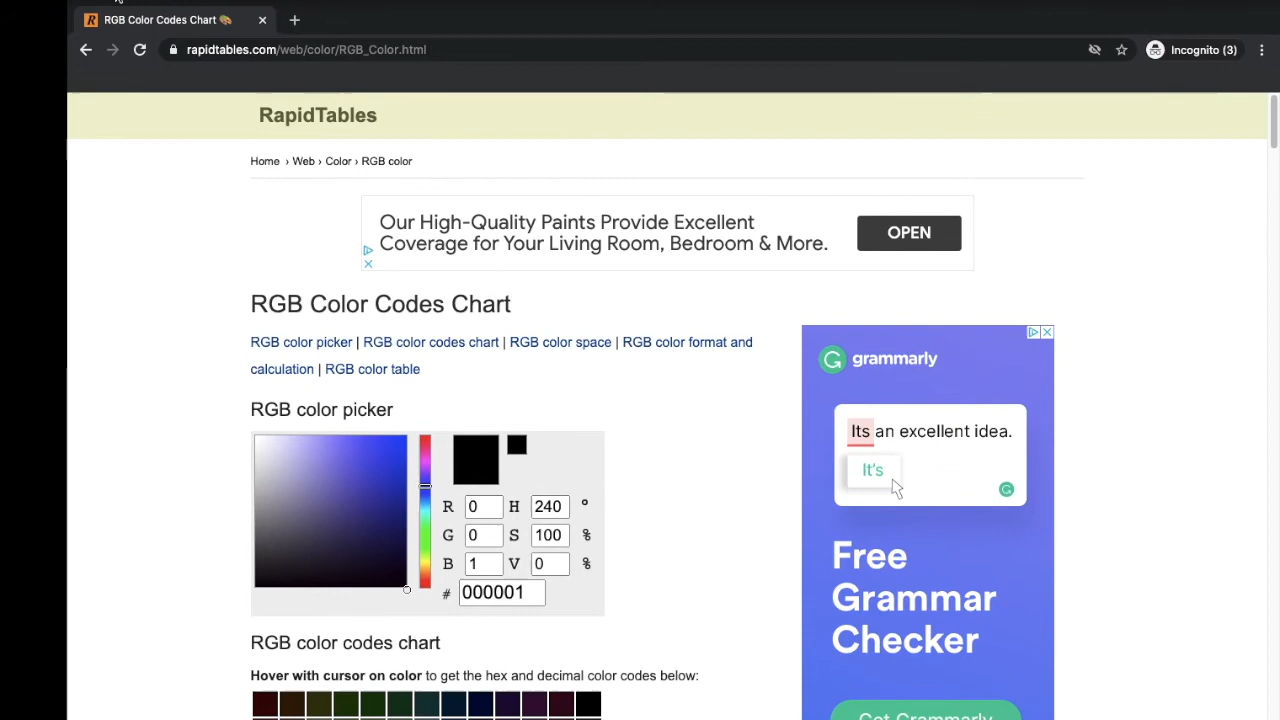 RGB Color Codes Chart 🎨
rapidtables.com/web/color/RGB_Color.html
Incognito (3)
RapidTables
Home › Web › Color › RGB color
Our High-Quality Paints Provide Excellent
Coverage for Your Living Room, Bedroom & More.
OPEN
RGB Color Codes Chart
RGB color picker | RGB color codes chart | RGB color space | RGB color format and
calculation | RGB color table
RGB color picker
R 0 H 240 °
G 0 S 100 %
B 1 V 0 %
# 000001
RGB color codes chart
Hover with cursor on color to get the hex and decimal color codes below:
grammarly
Its an excellent idea.
It's
Free
Grammar
Checker
Get Grammarly